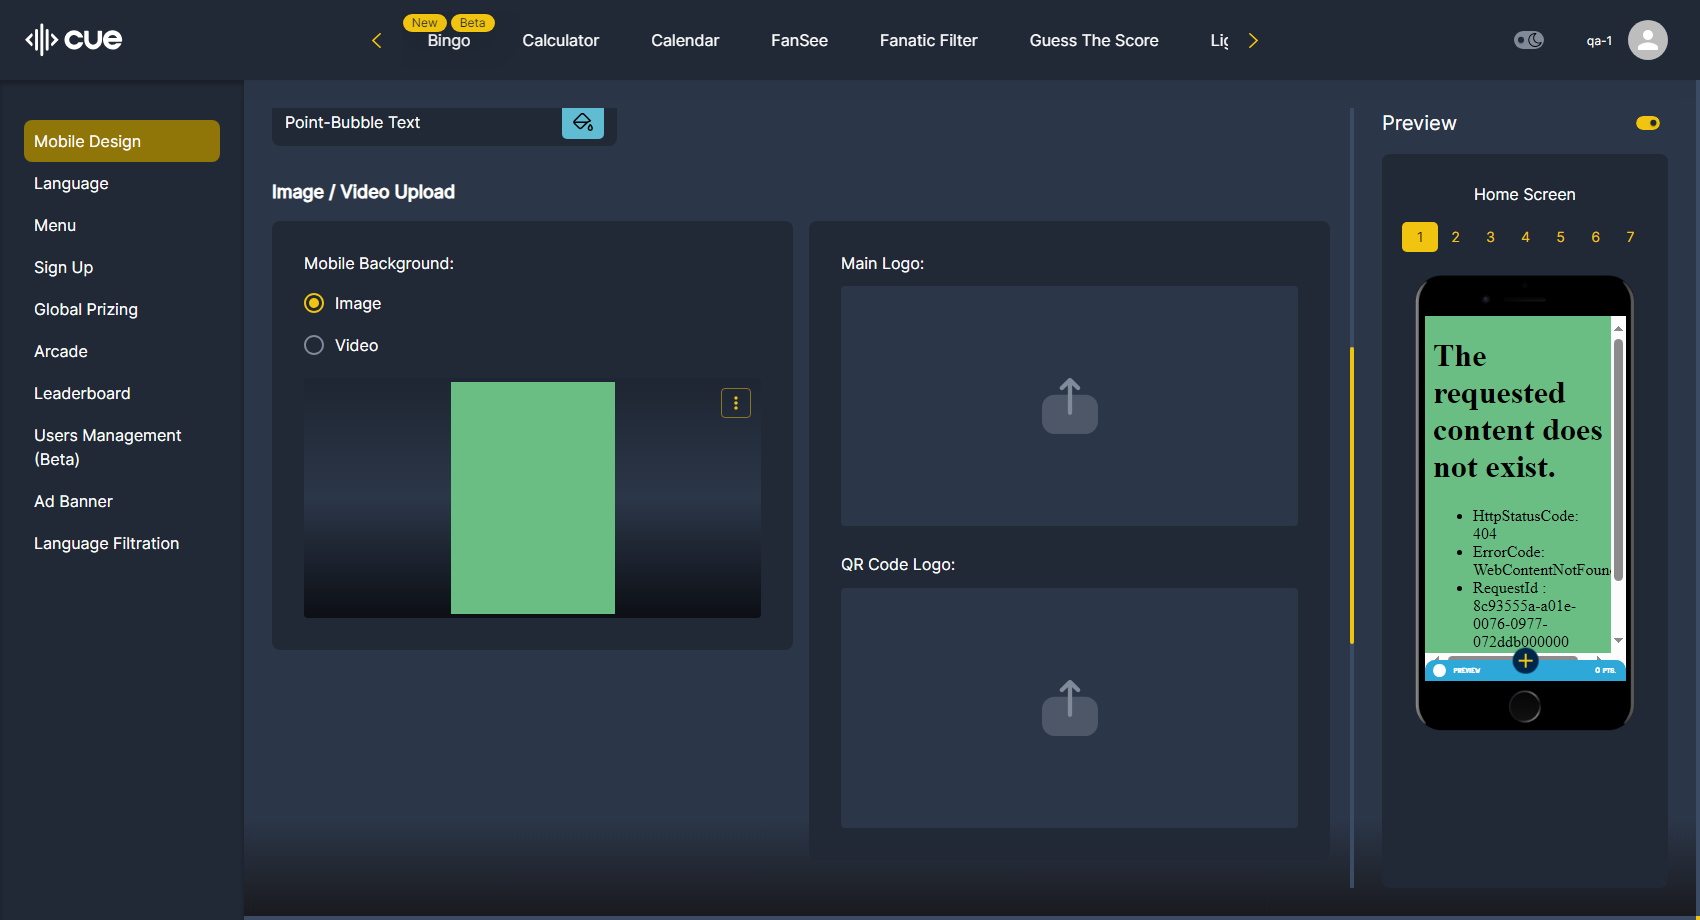 cue
New
Beta
Bingo
Calculator
Calendar
FanSee
Fanatic Filter
Guess The Score
qa-1
Mobile Design
Language
Menu
Sign Up
Global Prizing
Arcade
Leaderboard
Users Management
(Beta)
Ad Banner
Language Filtration
Point-Bubble Text
Image / Video Upload
Mobile Background:
Image
Video
Main Logo:
QR Code Logo:
Preview
Home Screen
1 2 3 4 5 6 7
The
requested
content does
not exist.
HttpStatusCode:
404
ErrorCode:
WebContentNotFoun
RequestId :
8c93555a-a01e-
0076-0977-
072ddb000000
PREVIEW
0 PTS.